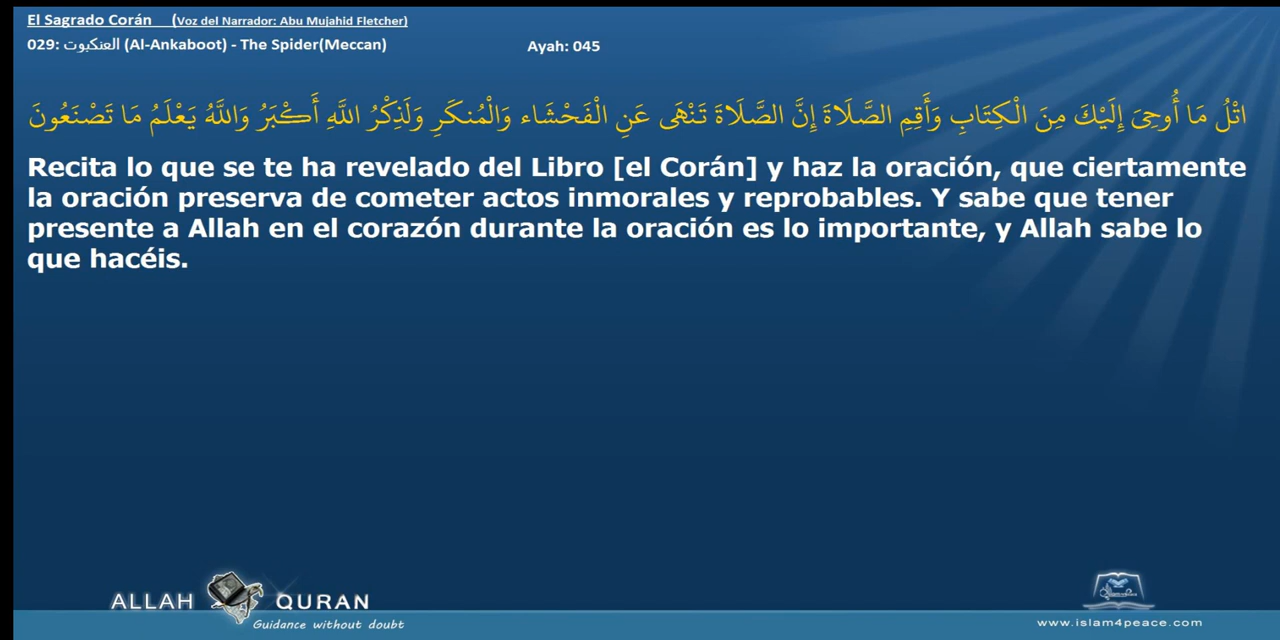 El Sagrado Corán (Voz del Narrador: Abu Mujahid Fletcher)
029: العنكبوت (Al-Ankaboot) - The Spider(Meccan) Ayah: 045
اتْلُ مَا أُوحِيَ إِلَيْكَ مِنَ الْكِتَابِ وَأَقِمِ الصَّلَاةَ إِنَّ الصَّلَاةَ تَنْهَى عَنِ الْفَحْشَاء وَالْمُنكَرِ وَلَذِكْرُ اللَّهِ أَكْبَرُ وَاللَّهُ يَعْلَمُ مَا تَصْنَعُونَ
Recita lo que se te ha revelado del Libro [el Corán] y haz la oración, que ciertamente
la oración preserva de cometer actos inmorales y reprobables. Y sabe que tener
presente a Allah en el corazón durante la oración es lo importante, y Allah sabe lo
que hacéis.
ALLAH QURAN
Guidance without doubt
www.islam4peace.com